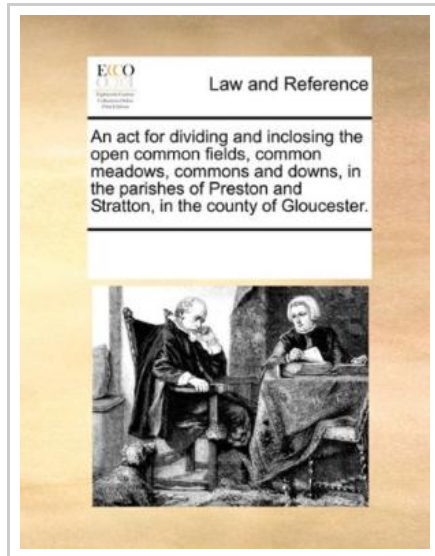 ECCO
Law and Reference
An act for dividing and inclosing the
open common fields, common
meadows, commons and downs, in
the parishes of Preston and
Stratton, in the county of Gloucester.